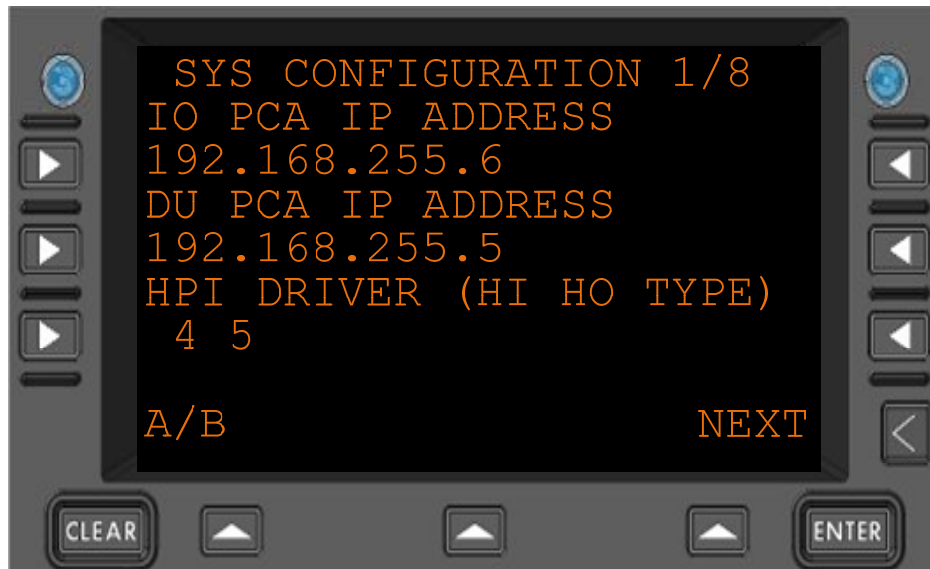 SYS CONFIGURATION 1/8
IO PCA IP ADDRESS
192.168.255.6
DU PCA IP ADDRESS
192.168.255.5
HPI DRIVER (HI HO TYPE)
4 5
A/B NEXT
CLEAR ENTER